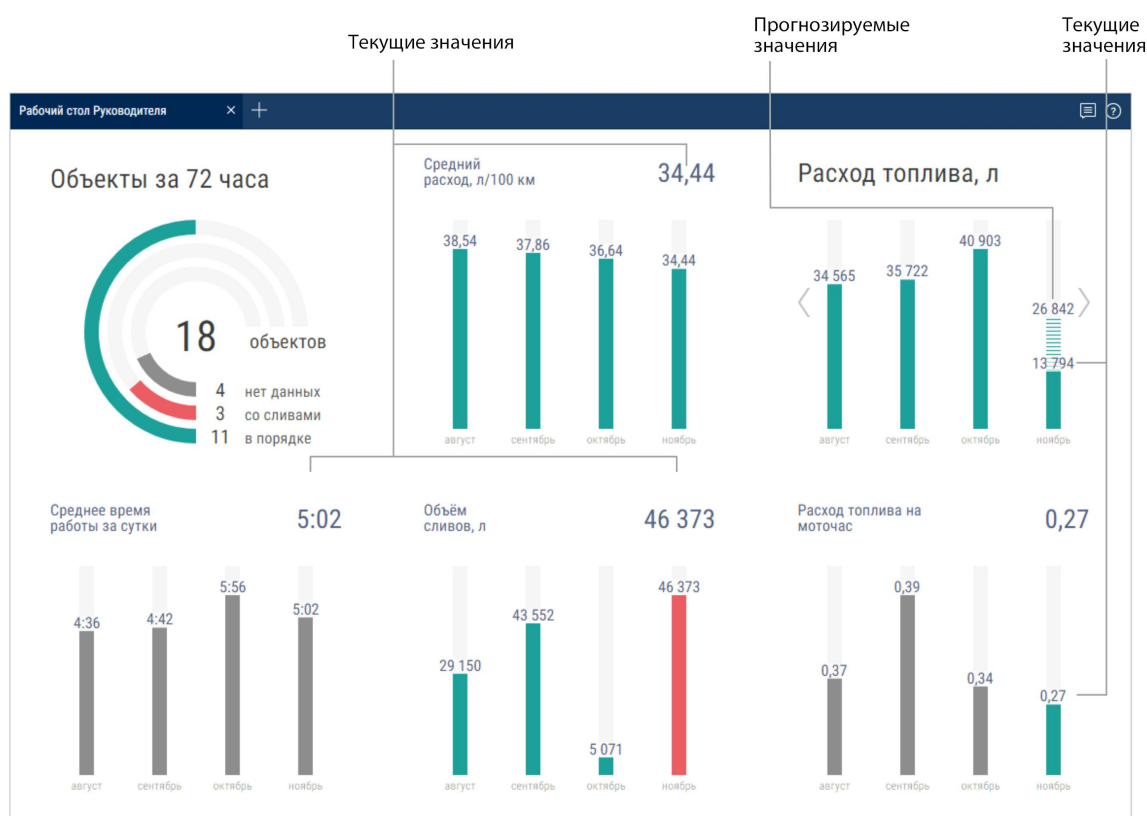 Текущие значения
Прогнозируемые
значения
Текущие
значения
Рабочий стол Руководителя
Объекты за 72 часа
18 объектов
4 нет данных
3 со сливами
11 в порядке
Средний
расход, л/100 км
34,44
38,54
37,86
36,64
34,44
август
сентябрь
октябрь
ноябрь
Расход топлива, л
34 565
35 722
40 903
26 842
13 794
август
сентябрь
октябрь
ноябрь
Среднее время
работы за сутки
5:02
4:36
4:42
5:56
5:02
август
сентябрь
октябрь
ноябрь
Объём
сливов, л
46 373
29 150
43 552
5 071
46 373
август
сентябрь
октябрь
ноябрь
Расход топлива на
моточас
0,27
0,37
0,39
0,34
0,27
август
сентябрь
октябрь
ноябрь